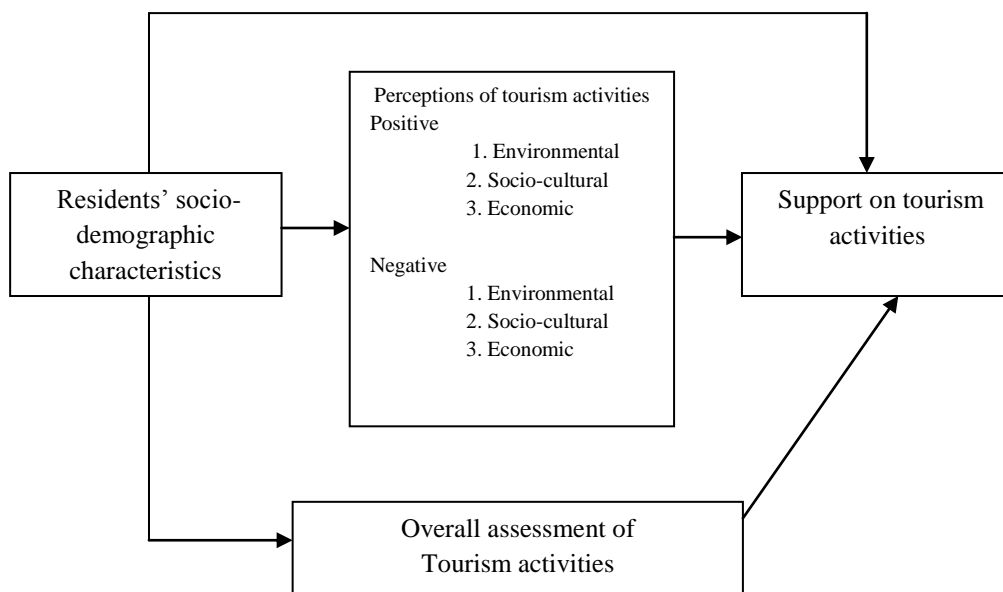 Residents’ socio-
demographic
characteristics
Perceptions of tourism activities
Positive
1. Environmental
2. Socio-cultural
3. Economic
Negative
1. Environmental
2. Socio-cultural
3. Economic
Support on tourism
activities
Overall assessment of
Tourism activities